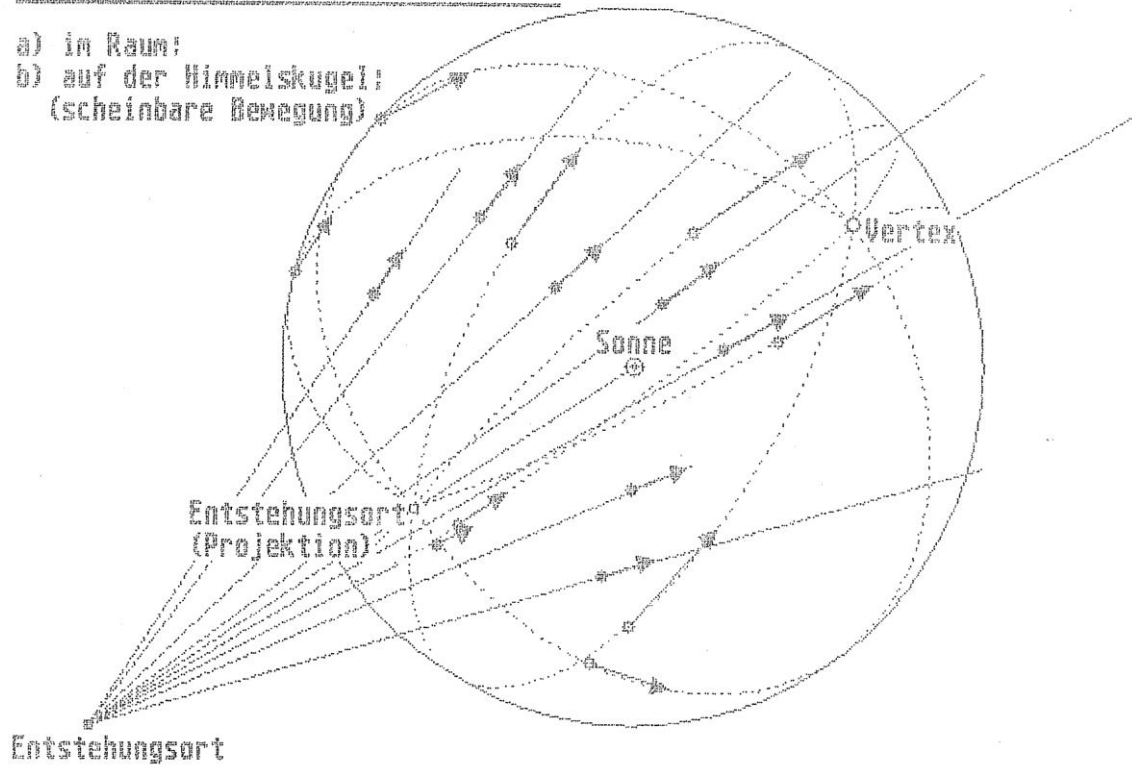 a) im Raum;
b) auf der Himmelskugel;
(scheinbare Bewegung)
Vertex
Sonne
Entstehungsort
(Projektion)
Entstehungsort